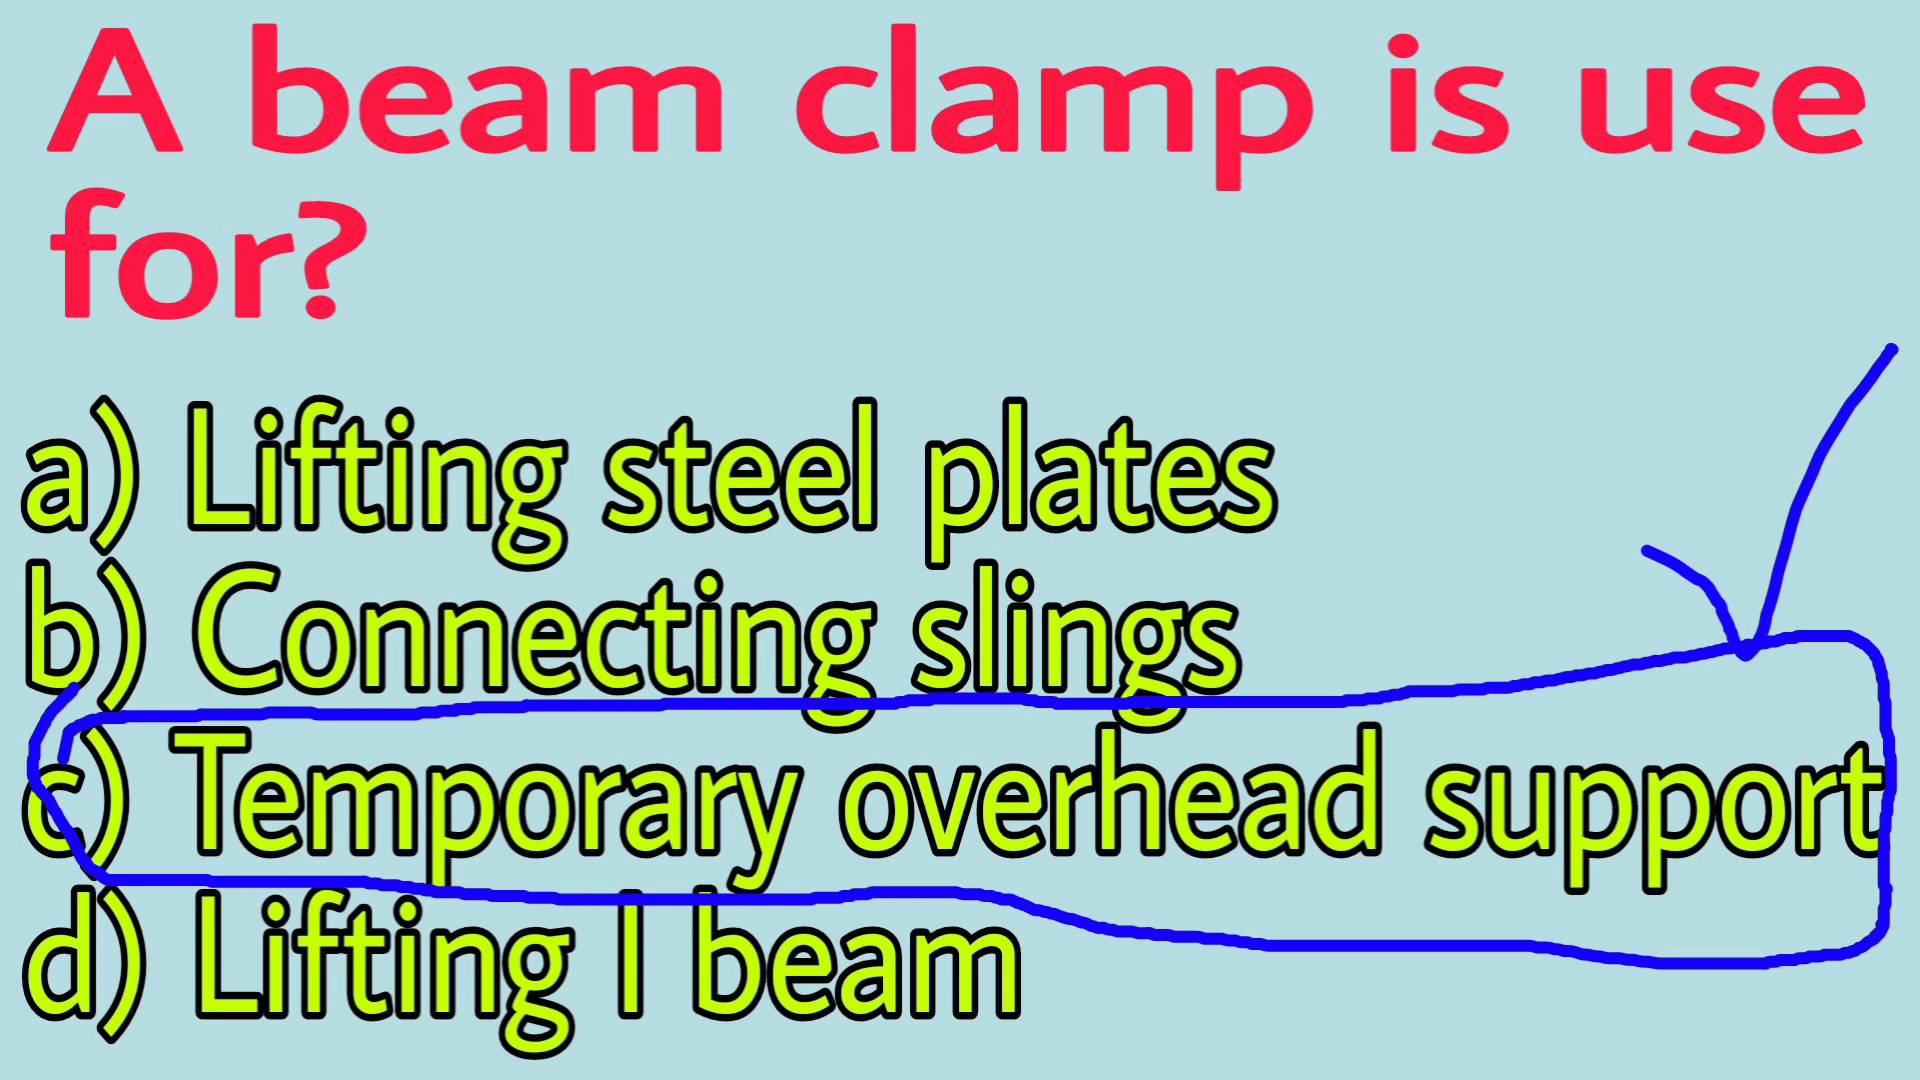 A beam clamp is use
for?
a) Lifting steel plates
b) Connecting slings
c) Temporary overhead support
d) Lifting I beam